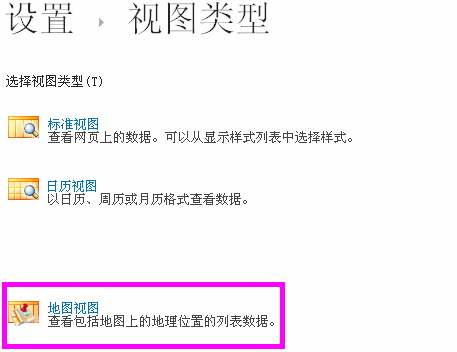 设置 ▸ 视图类型
选择视图类型(T)
标准视图
查看网页上的数据。可以从显示样式列表中选择样式。
日历视图
以日历、周历或月历格式查看数据。
地图视图
查看包括地图上的地理位置的列表数据。